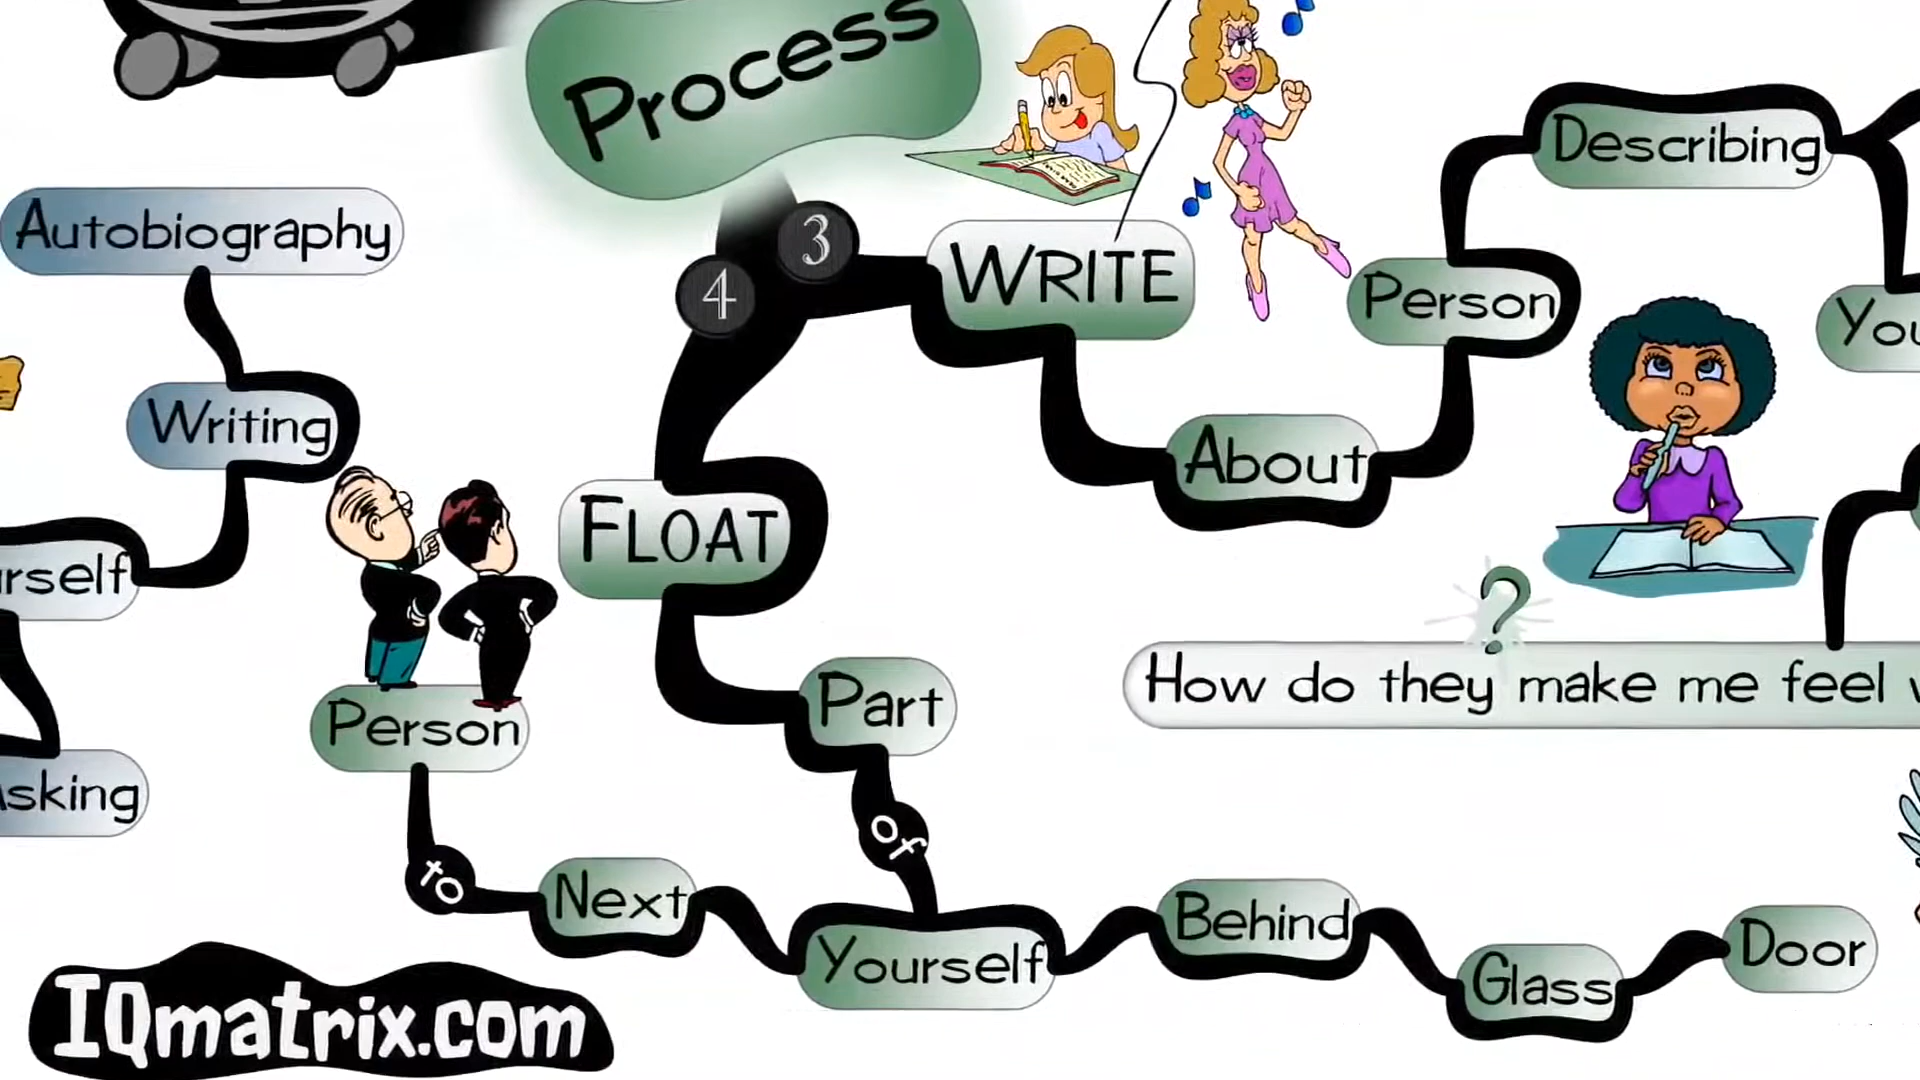 Process
Autobiography
Writing
rself
sking
3
WRITE
About
Person
Describing
You
4
FLOAT
Part
of
Yourself
Next
to
Person
Behind
Glass
Door
?
How do they make me feel
IQmatrix.com